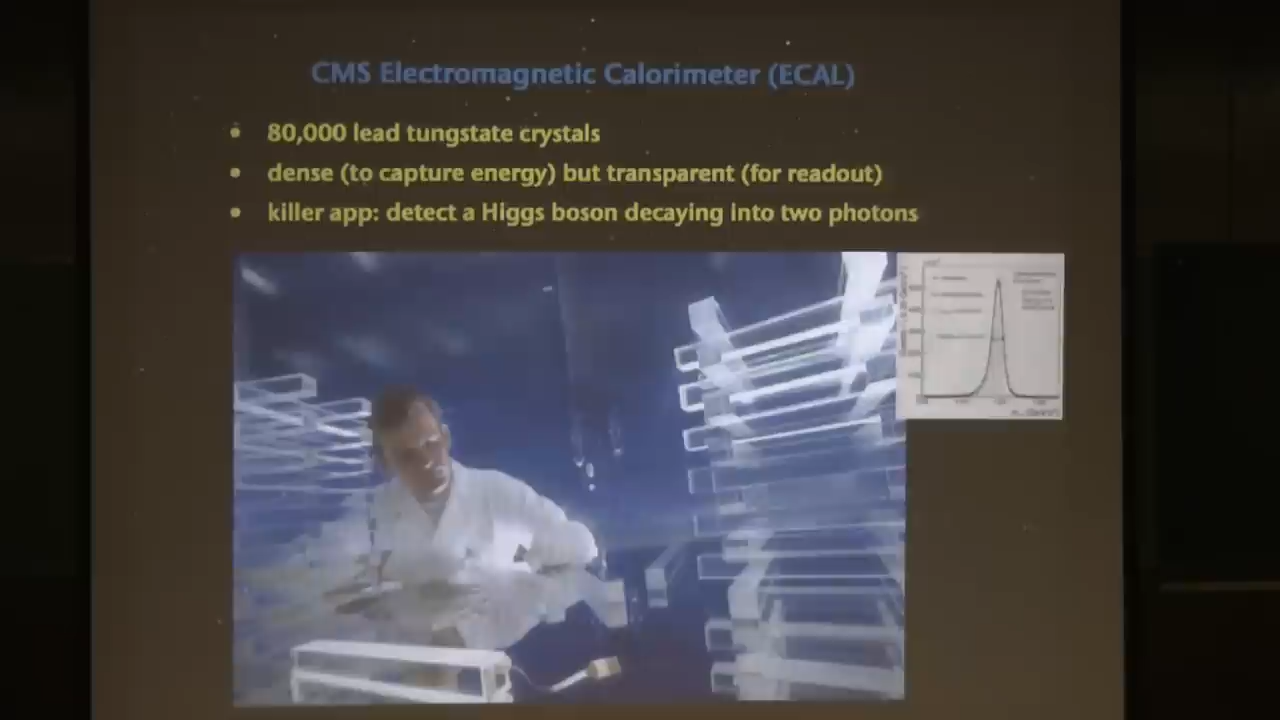 CMS Electromagnetic Calorimeter (ECAL)
• 80,000 lead tungstate crystals
• dense (to capture energy) but transparent (for readout)
• killer app: detect a Higgs boson decaying into two photons